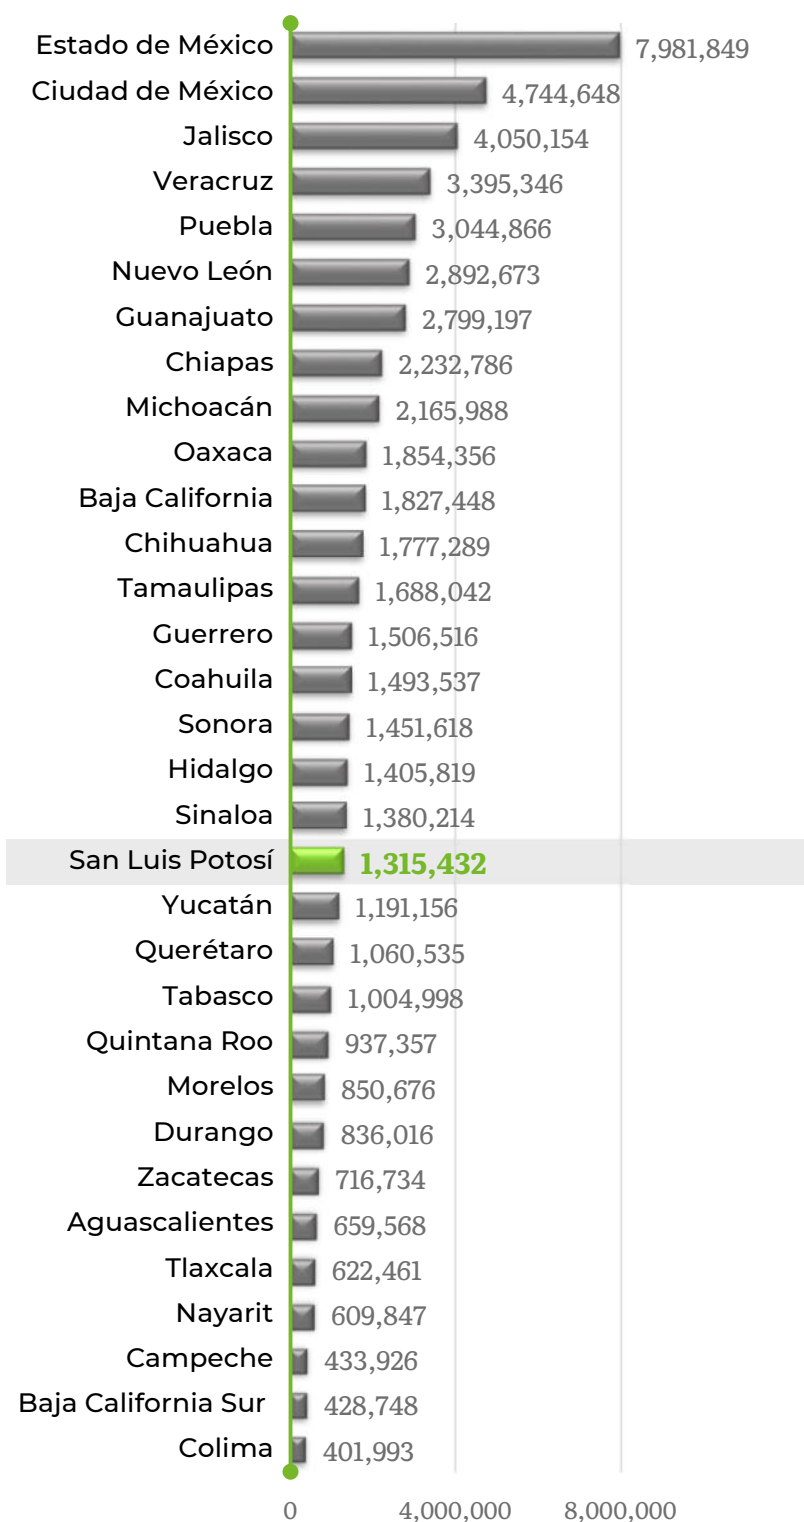 Estado de México 7,981,849
Ciudad de México 4,744,648
Jalisco 4,050,154
Veracruz 3,395,346
Puebla 3,044,866
Nuevo León 2,892,673
Guanajuato 2,799,197
Chiapas 2,232,786
Michoacán 2,165,988
Oaxaca 1,854,356
Baja California 1,827,448
Chihuahua 1,777,289
Tamaulipas 1,688,042
Guerrero 1,506,516
Coahuila 1,493,537
Sonora 1,451,618
Hidalgo 1,405,819
Sinaloa 1,380,214
San Luis Potosí 1,315,432
Yucatán 1,191,156
Querétaro 1,060,535
Tabasco 1,004,998
Quintana Roo 937,357
Morelos 850,676
Durango 836,016
Zacatecas 716,734
Aguascalientes 659,568
Tlaxcala 622,461
Nayarit 609,847
Campeche 433,926
Baja California Sur 428,748
Colima 401,993
0 4,000,000 8,000,000